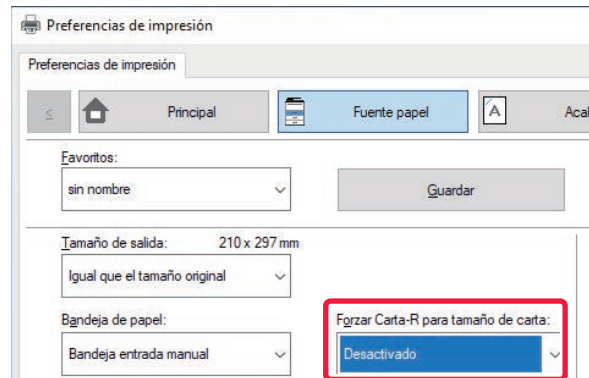 Preferencias de impresión
Preferencias de impresión
Principal
Fuente papel
Favoritos:
sin nombre
Guardar
Tamaño de salida: 210 x 297 mm
Igual que el tamaño original
Bandeja de papel:
Forzar Carta-R para tamaño de carta:
Bandeja entrada manual
Desactivado